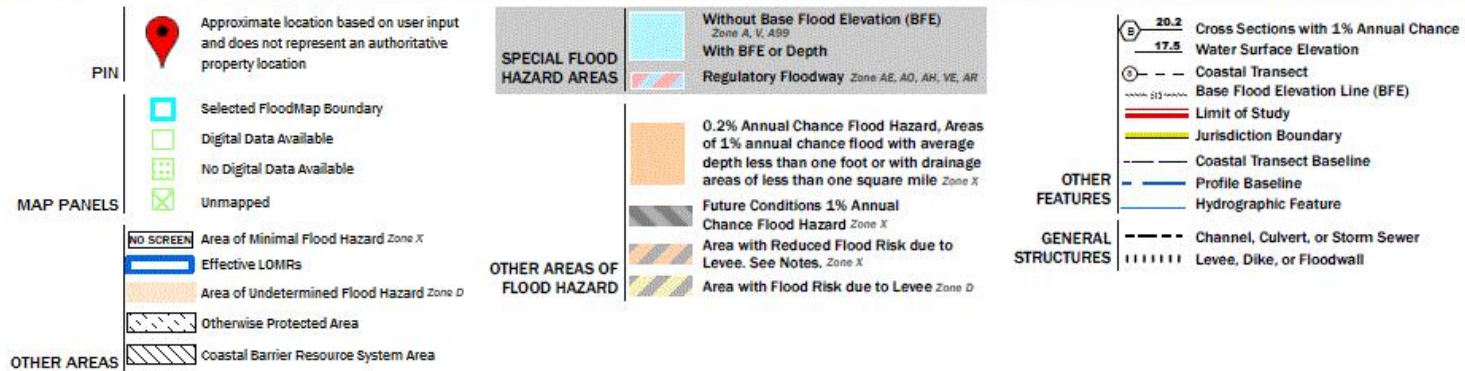 PIN
Approximate location based on user input
and does not represent an authoritative
property location
MAP PANELS
Selected FloodMap Boundary
Digital Data Available
No Digital Data Available
Unmapped
OTHER AREAS
NO SCREEN Area of Minimal Flood Hazard Zone X
Effective LOMRs
Area of Undetermined Flood Hazard Zone D
Otherwise Protected Area
Coastal Barrier Resource System Area
SPECIAL FLOOD
HAZARD AREAS
Without Base Flood Elevation (BFE)
Zone A, V, A99
With BFE or Depth
Regulatory Floodway Zone AE, AO, AH, VE, AR
OTHER AREAS OF
FLOOD HAZARD
0.2% Annual Chance Flood Hazard, Areas
of 1% annual chance flood with average
depth less than one foot or with drainage
areas of less than one square mile Zone X
Future Conditions 1% Annual
Chance Flood Hazard Zone X
Area with Reduced Flood Risk due to
Levee. See Notes. Zone X
Area with Flood Risk due to Levee Zone D
OTHER
FEATURES
B 20.2 Cross Sections with 1% Annual Chance
17.5 Water Surface Elevation
8 Coastal Transect
513 Base Flood Elevation Line (BFE)
Limit of Study
Jurisdiction Boundary
Coastal Transect Baseline
Profile Baseline
Hydrographic Feature
GENERAL
STRUCTURES
Channel, Culvert, or Storm Sewer
Levee, Dike, or Floodwall